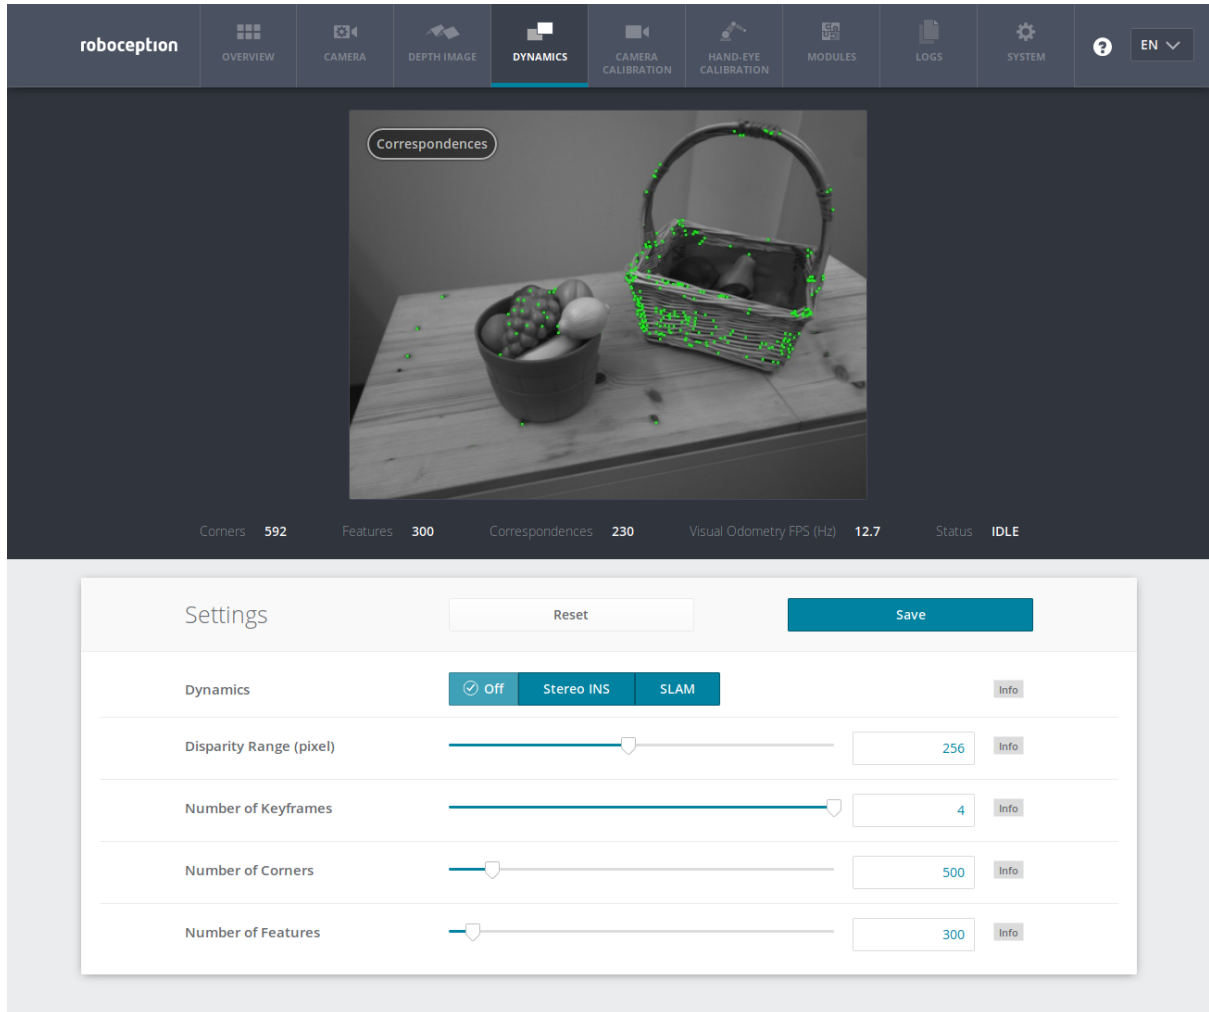 roboception
OVERVIEW
CAMERA
DEPTH IMAGE
DYNAMICS
CAMERA
CALIBRATION
HAND-EYE
CALIBRATION
MODULES
LOGS
SYSTEM
?
EN
Correspondences
Corners 592 Features 300 Correspondences 230 Visual Odometry FPS (Hz) 12.7 Status IDLE
Settings Reset Save
Dynamics Off Stereo INS SLAM Info
Disparity Range (pixel) 256 Info
Number of Keyframes 4 Info
Number of Corners 500 Info
Number of Features 300 Info